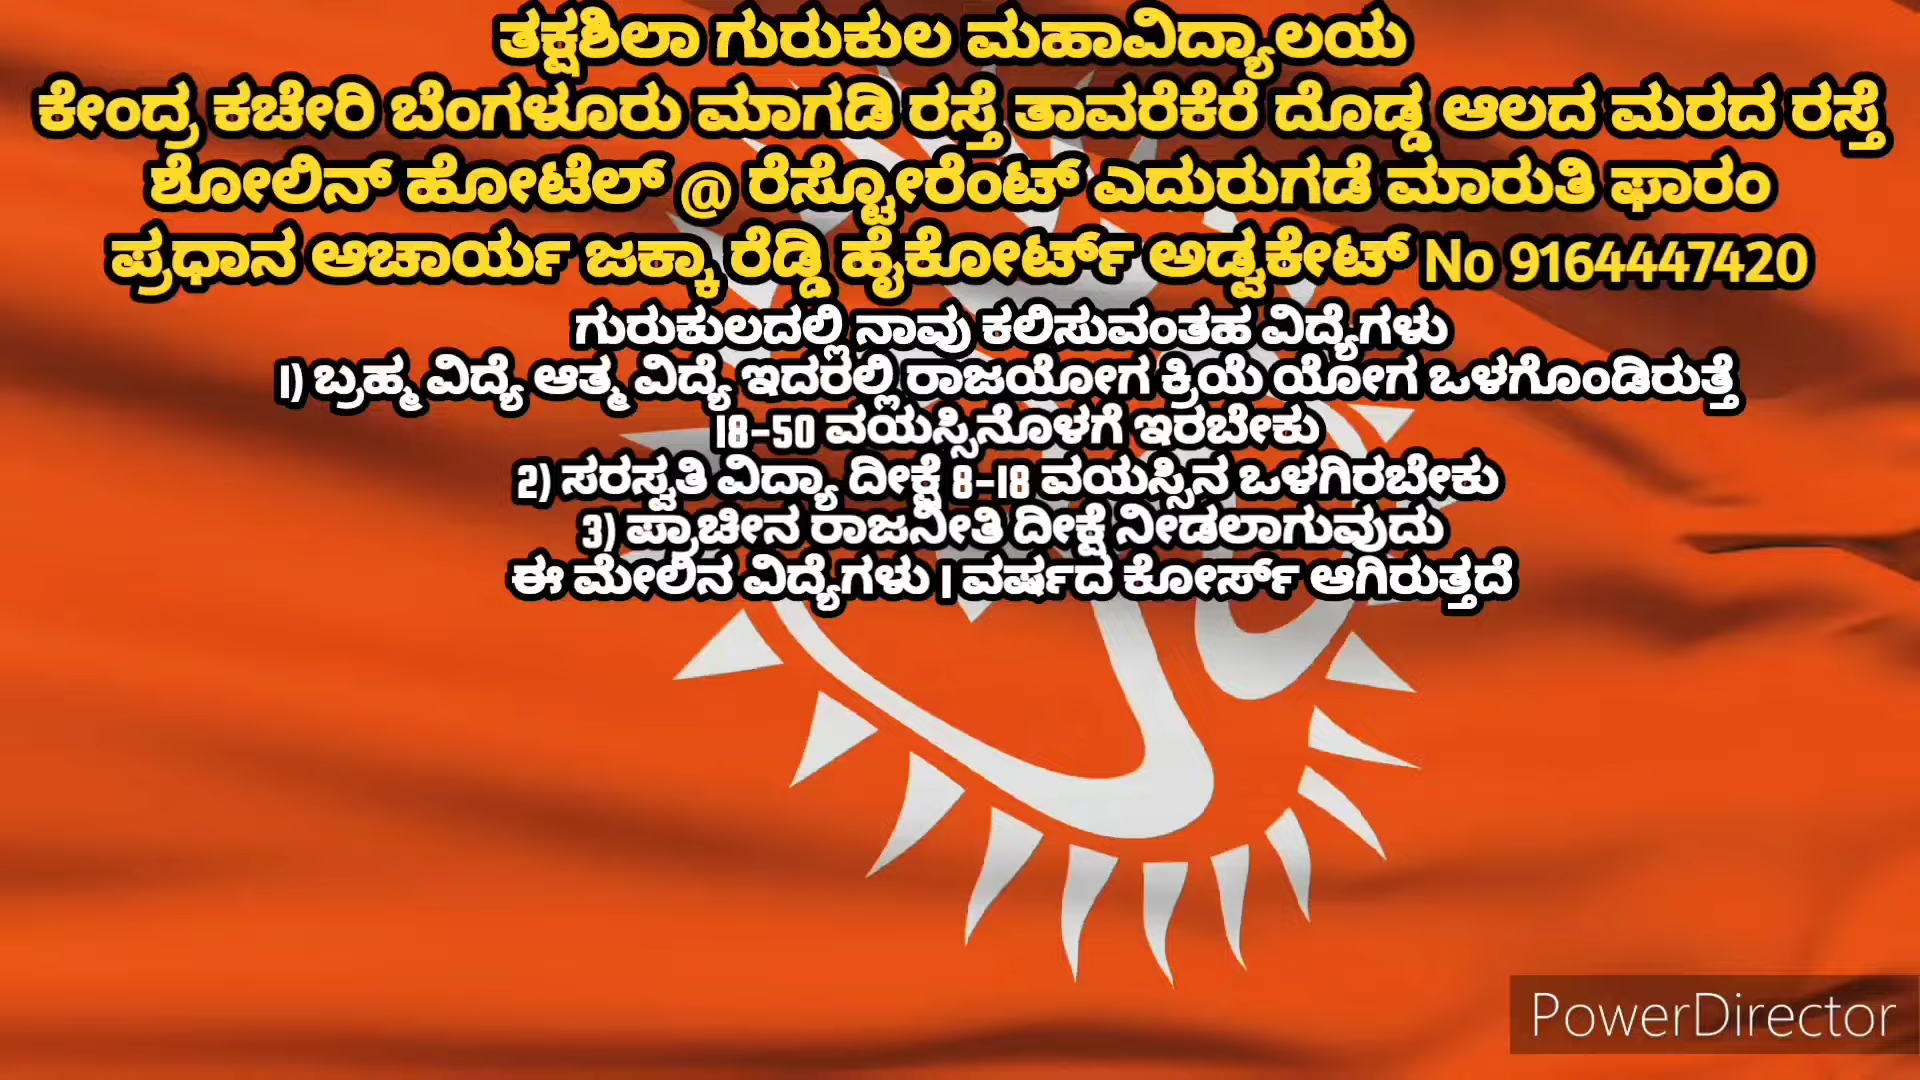 ತಕ್ಷಶಿಲಾ ಗುರುಕುಲ ಮಹಾವಿದ್ಯಾಲಯ
ಕೇಂದ್ರ ಕಚೇರಿ ಬೆಂಗಳೂರು ಮಾಗಡಿ ರಸ್ತೆ ತಾವರೆಕೆರೆ ದೊಡ್ಡ ಆಲದ ಮರದ ರಸ್ತೆ
ಶೋಲಿನ್ ಹೋಟೆಲ್ @ ರೆಸ್ಟೋರೆಂಟ್ ಎದುರುಗಡೆ ಮಾರುತಿ ಫಾರಂ
ಪ್ರಧಾನ ಆಚಾರ್ಯ ಜಕ್ಕಾ ರೆಡ್ಡಿ ಹೈಕೋರ್ಟ್ ಅಡ್ವಕೇಟ್ No 9164447420
ಗುರುಕುಲದಲ್ಲಿ ನಾವು ಕಲಿಸುವಂತಹ ವಿದ್ಯೆಗಳು
1) ಬ್ರಹ್ಮ ವಿದ್ಯೆ ಆತ್ಮ ವಿದ್ಯೆ ಇದರಲ್ಲಿ ರಾಜಯೋಗ ಕ್ರಿಯೆ ಯೋಗ ಒಳಗೊಂಡಿರುತ್ತೆ
18-50 ವಯಸ್ಸಿನೊಳಗೆ ಇರಬೇಕು
2) ಸರಸ್ವತಿ ವಿದ್ಯಾ ದೀಕ್ಷೆ 8-18 ವಯಸ್ಸಿನ ಒಳಗಿರಬೇಕು
3) ಪ್ರಾಚೀನ ರಾಜನೀತಿ ದೀಕ್ಷೆ ನೀಡಲಾಗುವುದು
ಈ ಮೇಲಿನ ವಿದ್ಯೆಗಳು 1 ವರ್ಷದ ಕೋರ್ಸ್ ಆಗಿರುತ್ತದೆ
PowerDirector